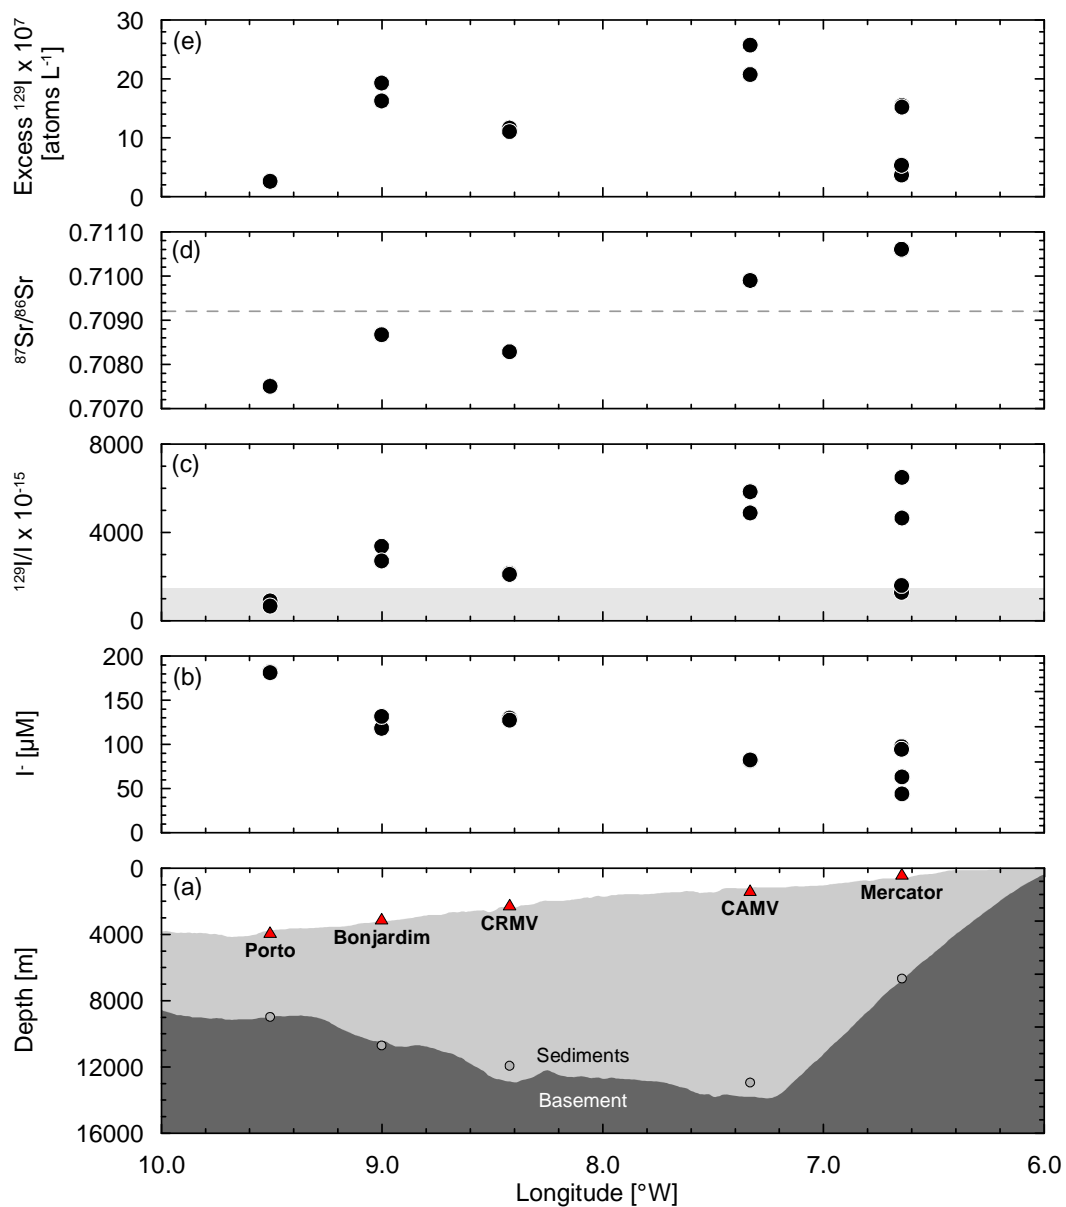 (e)
Excess ¹²⁹I x 10⁷
[atoms L⁻¹]
30
20
10
0
(d)
⁸⁷Sr/⁸⁶Sr
0.7110
0.7100
0.7090
0.7080
0.7070
(c)
¹²⁹I/I x 10⁻¹⁵
8000
4000
0
(b)
I⁻ [µM]
200
150
100
50
0
(a)
Depth [m]
0
4000
8000
12000
16000
Mercator
CAMV
CRMV
Bonjardim
Porto
Sediments
Basement
10.0
9.0
8.0
7.0
6.0
Longitude [°W]